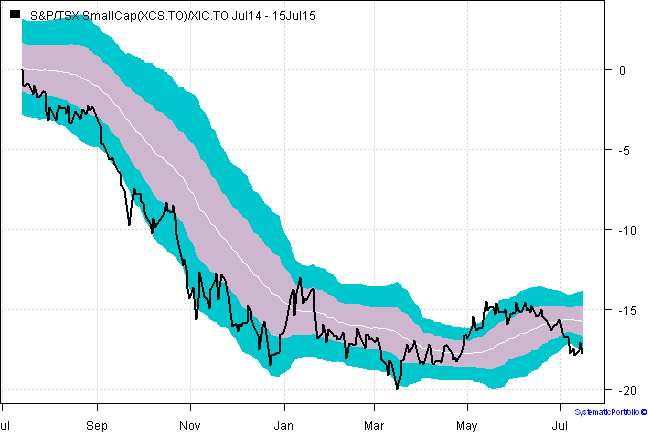 S&P/TSX SmallCap(XCS.TO)/XIC.TO Jul14 - 15Jul15
0
-5
-10
-15
-20
ul Sep Nov Jan Mar May Jul
SystematicPortfolio ©